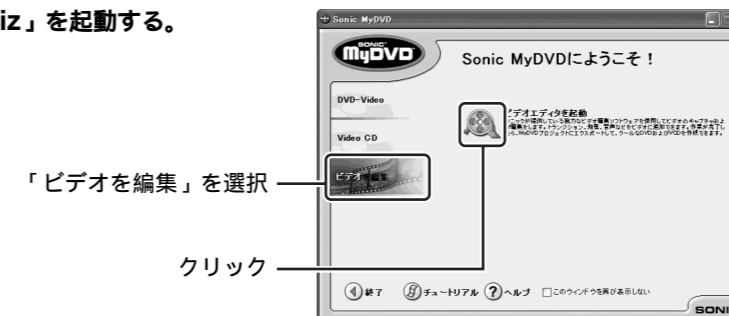 iz」を起動する。
Sonic MyDVD
SONIC
MyDVD
Sonic MyDVDにようこそ！
DVD-Video
Video CD
デオエディタを起動
「ビデオを編集」を選択
ビデオを編集
クリック
終了
チュートリアル
ヘルプ
このウィンドウを再び表示しない
SONI